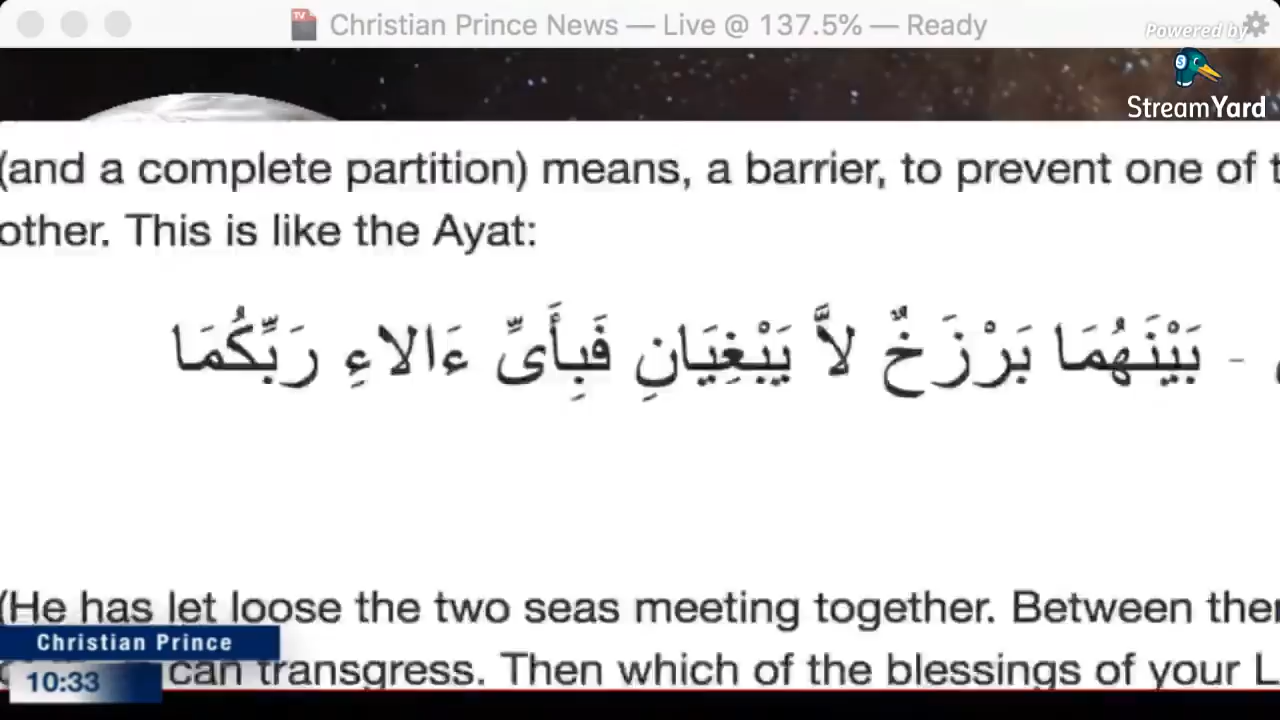 Christian Prince News — Live @ 137.5% — Ready
Powered by
StreamYard
(and a complete partition) means, a barrier, to prevent one of
other. This is like the Ayat:
- بَيْنَهُمَا بَرْزَخٌ لاَّ يَبْغِيَانِ فَبِأَىِّ ءَالاءِ رَبِّكُمَا
(He has let loose the two seas meeting together. Between
can transgress. Then which of the blessings of your
Christian Prince
10:33